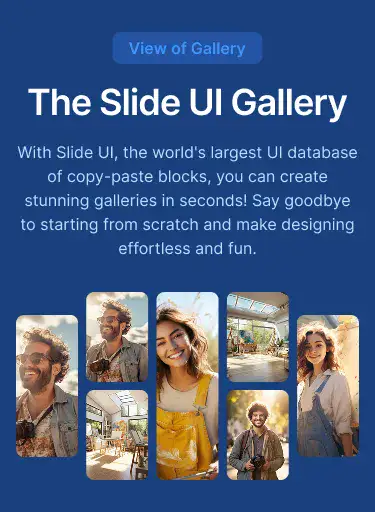 View of Gallery
The Slide UI Gallery
With Slide UI, the world's largest UI database
of copy-paste blocks, you can create
stunning galleries in seconds! Say goodbye
to starting from scratch and make designing
effortless and fun.